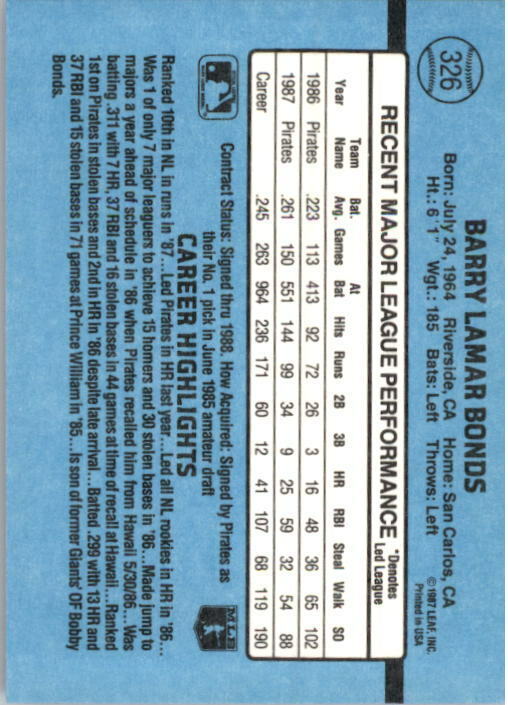 326
BARRY LAMAR BONDS
Born: July 24, 1964 Riverside, CA Home: San Carlos, CA
Ht.: 6'1" Wgt.: 185 Bats: Left Throws: Left
© 1987 LEAF, INC.
Printed in USA
RECENT MAJOR LEAGUE PERFORMANCE
*Denotes
Led League
Year Team Name Bat. Avg. Games At Bat Hits Runs 2B 3B HR RBI Steal Walk SO
1986 Pirates .223 113 413 92 72 26 3 16 48 36 65 102
1987 Pirates .261 150 551 144 99 34 9 25 59 32 54 88
Career .245 263 964 236 171 60 12 41 107 68 119 190
Contract Status: Signed thru 1988. How Acquired: Signed by Pirates as
their No. 1 pick in June 1985 amateur draft
MLB
CAREER HIGHLIGHTS
Ranked 10th in NL in runs in '87...Led Pirates in HR last year...Led all NL rookies in HR in '86...
Was 1 of only 7 major leaguers to achieve 15 homers and 30 stolen bases in '86...Made jump to
majors a year ahead of schedule in '86 when Pirates recalled him from Hawaii 5/30/86...Was
batting .311 with 7 HR, 37 RBI and 16 stolen bases in 44 games at time of recall at Hawaii...Ranked
1st on Pirates in stolen bases and 2nd in HR in '86 despite late arrival...Batted .299 with 13 HR and
37 RBI and 15 stolen bases in 71 games at Prince William in '85...Is son of former Giants' OF Bobby
Bonds.